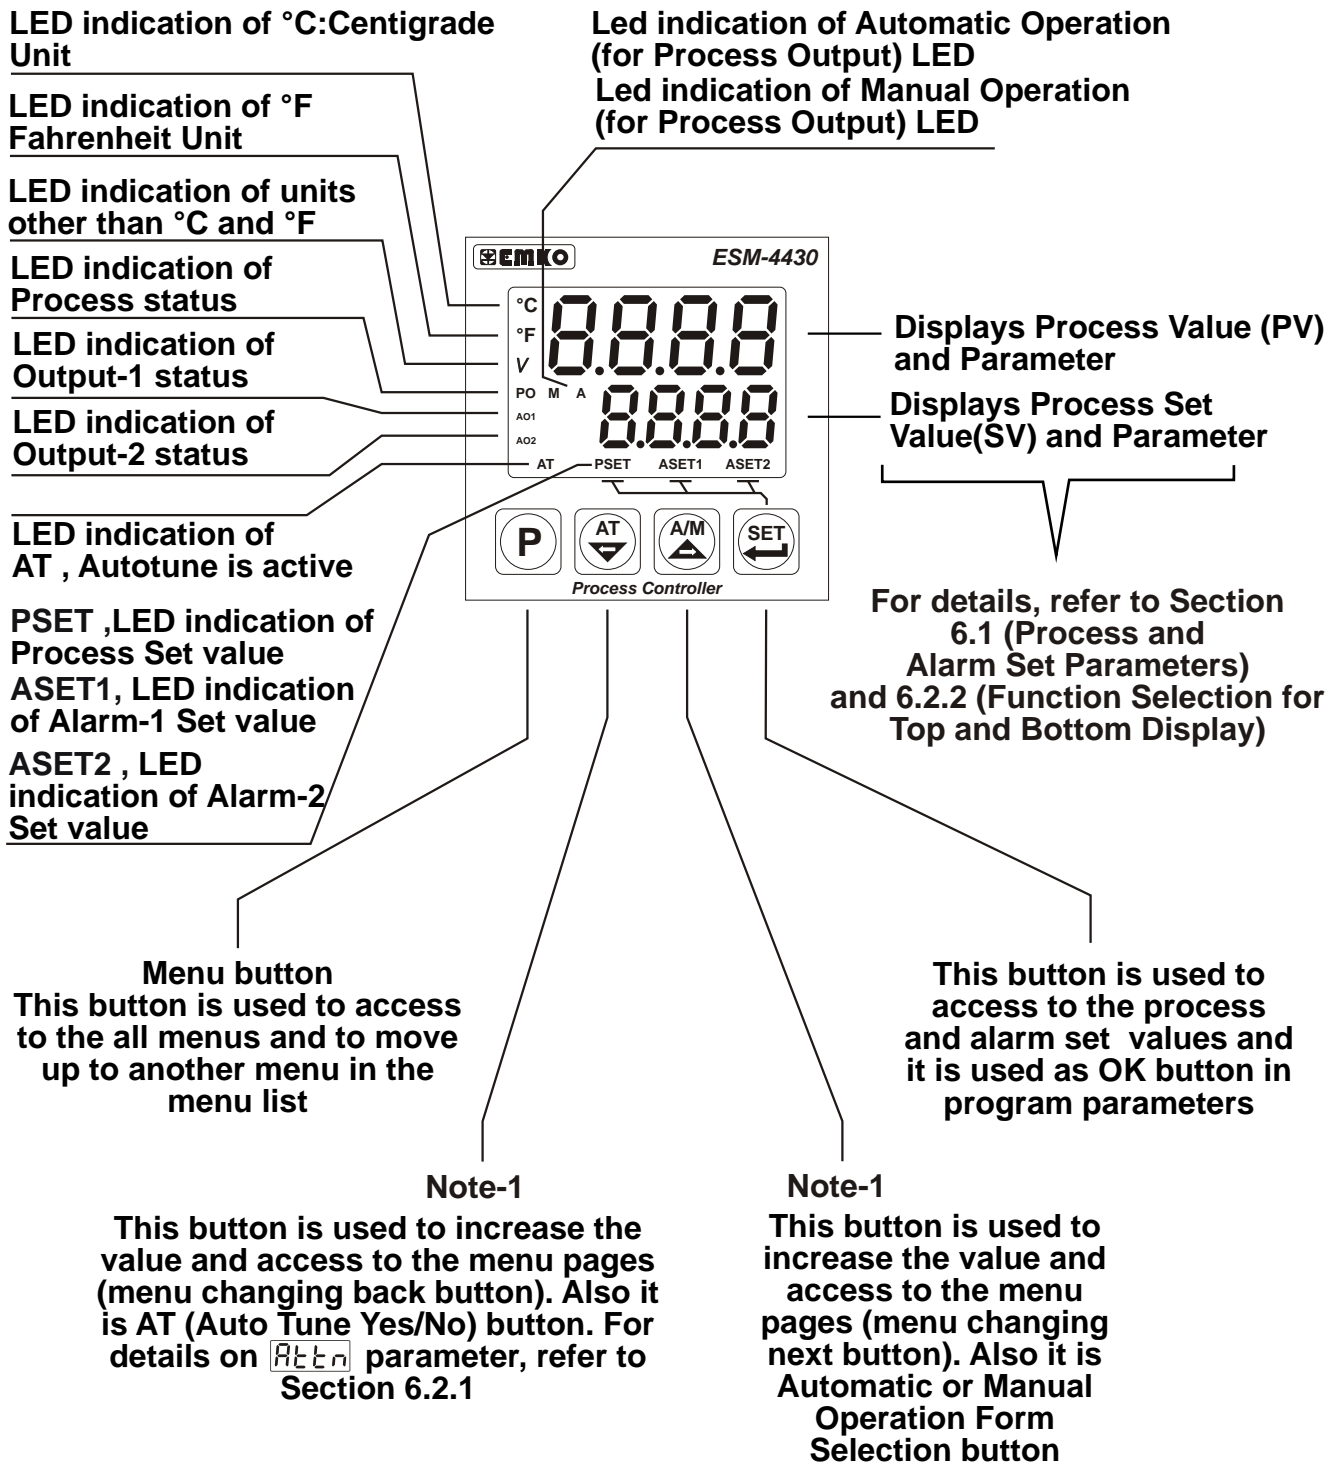 LED indication of °C:Centigrade
Unit
LED indication of °F
Fahrenheit Unit
LED indication of units
other than °C and °F
LED indication of
Process status
LED indication of
Output-1 status
LED indication of
Output-2 status
LED indication of
AT , Autotune is active
PSET ,LED indication of
Process Set value
ASET1, LED indication
of Alarm-1 Set value
ASET2 , LED
indication of Alarm-2
Set value
Led indication of Automatic Operation
(for Process Output) LED
Led indication of Manual Operation
(for Process Output) LED
EMKO
ESM-4430
°C
8.8.8.8
°F
V
PO M A
8.8.8.8
AO1
AO2
AT PSET ASET1 ASET2
P
AT
A/M
SET
Process Controller
Displays Process Value (PV)
and Parameter
Displays Process Set
Value(SV) and Parameter
For details, refer to Section
6.1 (Process and
Alarm Set Parameters)
and 6.2.2 (Function Selection for
Top and Bottom Display)
Menu button
This button is used to access
to the all menus and to move
up to another menu in the
menu list
Note-1
This button is used to increase the
value and access to the menu pages
(menu changing back button). Also it
is AT (Auto Tune Yes/No) button. For
details on Attn parameter, refer to
Section 6.2.1
Note-1
This button is used to
increase the value and
access to the menu
pages (menu changing
next button). Also it is
Automatic or Manual
Operation Form
Selection button
This button is used to
access to the process
and alarm set values and
it is used as OK button in
program parameters